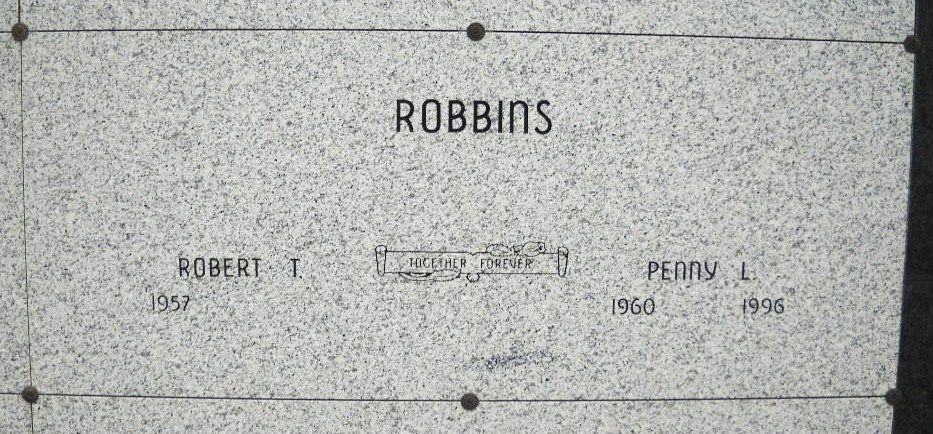 ROBBINS
TOGETHER FOREVER
ROBERT T.
PENNY L.
1957
1960 1996